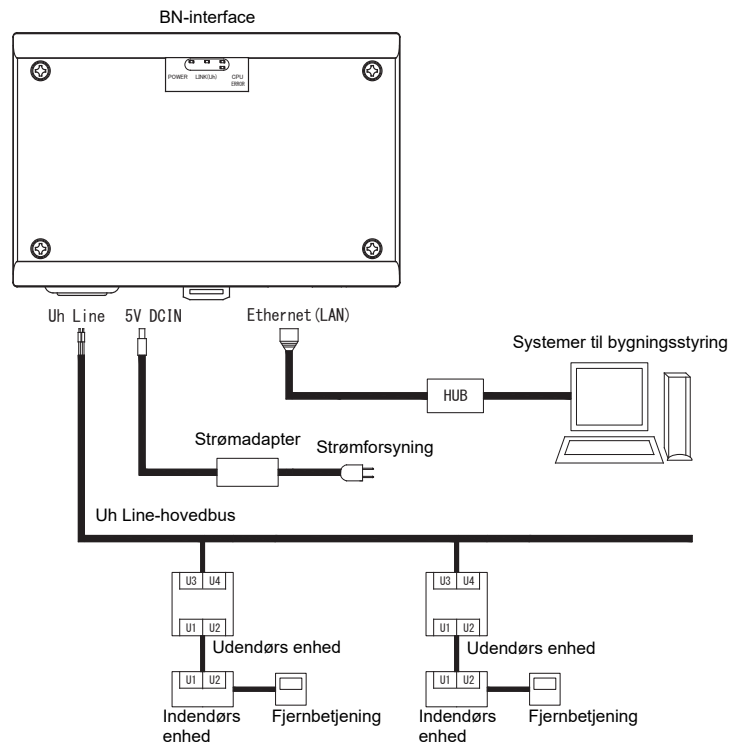 BN-interface
POWER LINK(Uh) CPU
ERROR
Uh Line 5V DCIN Ethernet(LAN)
Systemer til bygningsstyring
HUB
Strømadapter Strømforsyning
Uh Line-hovedbus
U3 U4 U3 U4
U1 U2 U1 U2
Udendørs enhed Udendørs enhed
U1 U2 U1 U2
Indendørs Fjernbetjening Indendørs Fjernbetjening
enhed enhed